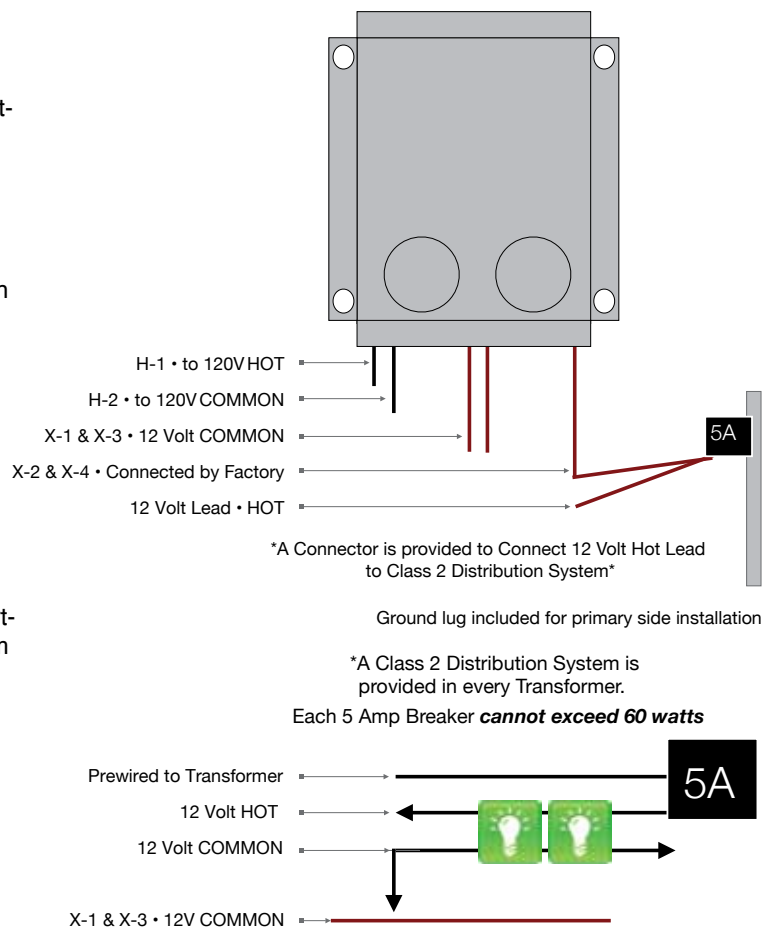 t-
n
H-1 • to 120V HOT
H-2 • to 120V COMMON
X-1 & X-3 • 12 Volt COMMON
5A
X-2 & X-4 • Connected by Factory
12 Volt Lead • HOT
*A Connector is provided to Connect 12 Volt Hot Lead
to Class 2 Distribution System*
t-
n
Ground lug included for primary side installation
*A Class 2 Distribution System is
provided in every Transformer.
Each 5 Amp Breaker cannot exceed 60 watts
Prewired to Transformer
5A
12 Volt HOT
12 Volt COMMON
X-1 & X-3 • 12V COMMON